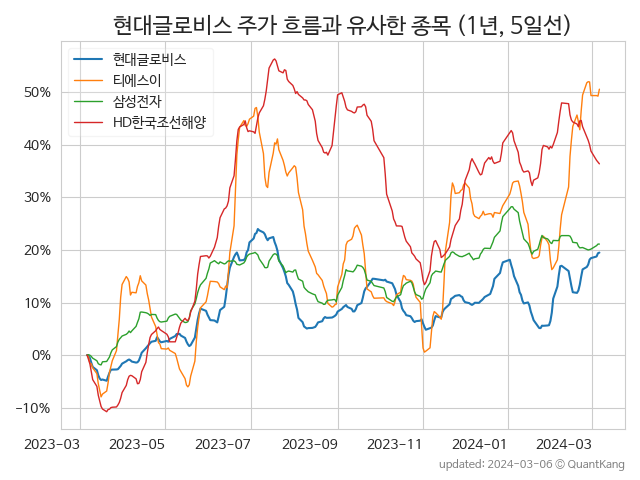 현대글로비스 주가 흐름과 유사한 종목 (1년, 5일선)
현대글로비스
티에스이
삼성전자
HD한국조선해양
50%
40%
30%
20%
10%
0%
−10%
2023−03 2023−05 2023−07 2023−09 2023−11 2024−01 2024−03
updated: 2024-03-06 © QuantKang